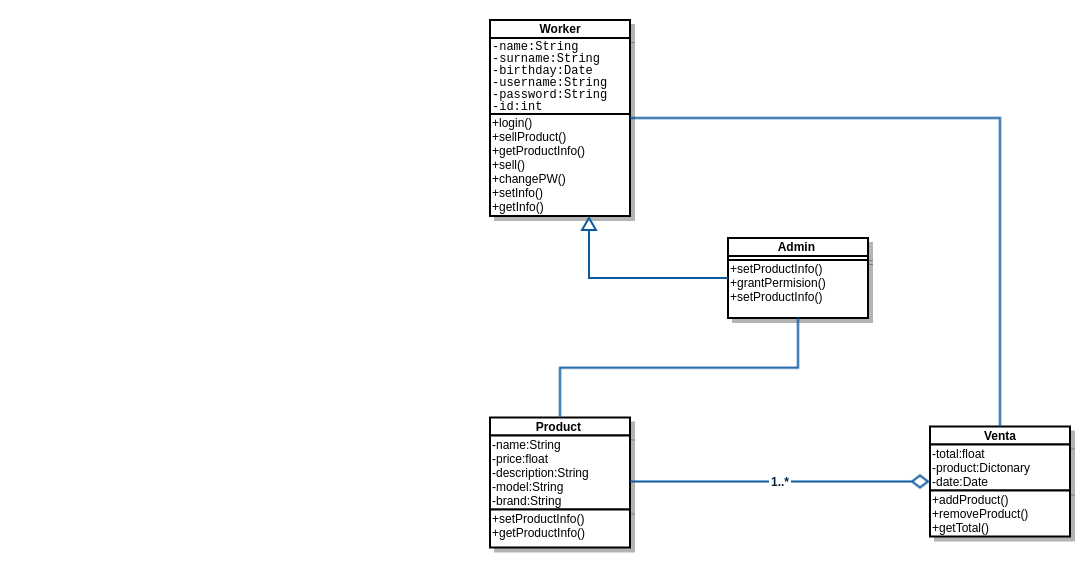 Worker
-name:String
-surname:String
-birthday:Date
-username:String
-password:String
-id:int
+login()
+sellProduct()
+getProductInfo()
+sell()
+changePW()
+setInfo()
+getInfo()
Admin
+setProductInfo()
+grantPermision()
+setProductInfo()
Product
-name:String
-price:float
-description:String
-model:String
-brand:String
+setProductInfo()
+getProductInfo()
1..*
Venta
-total:float
-product:Dictonary
-date:Date
+addProduct()
+removeProduct()
+getTotal()